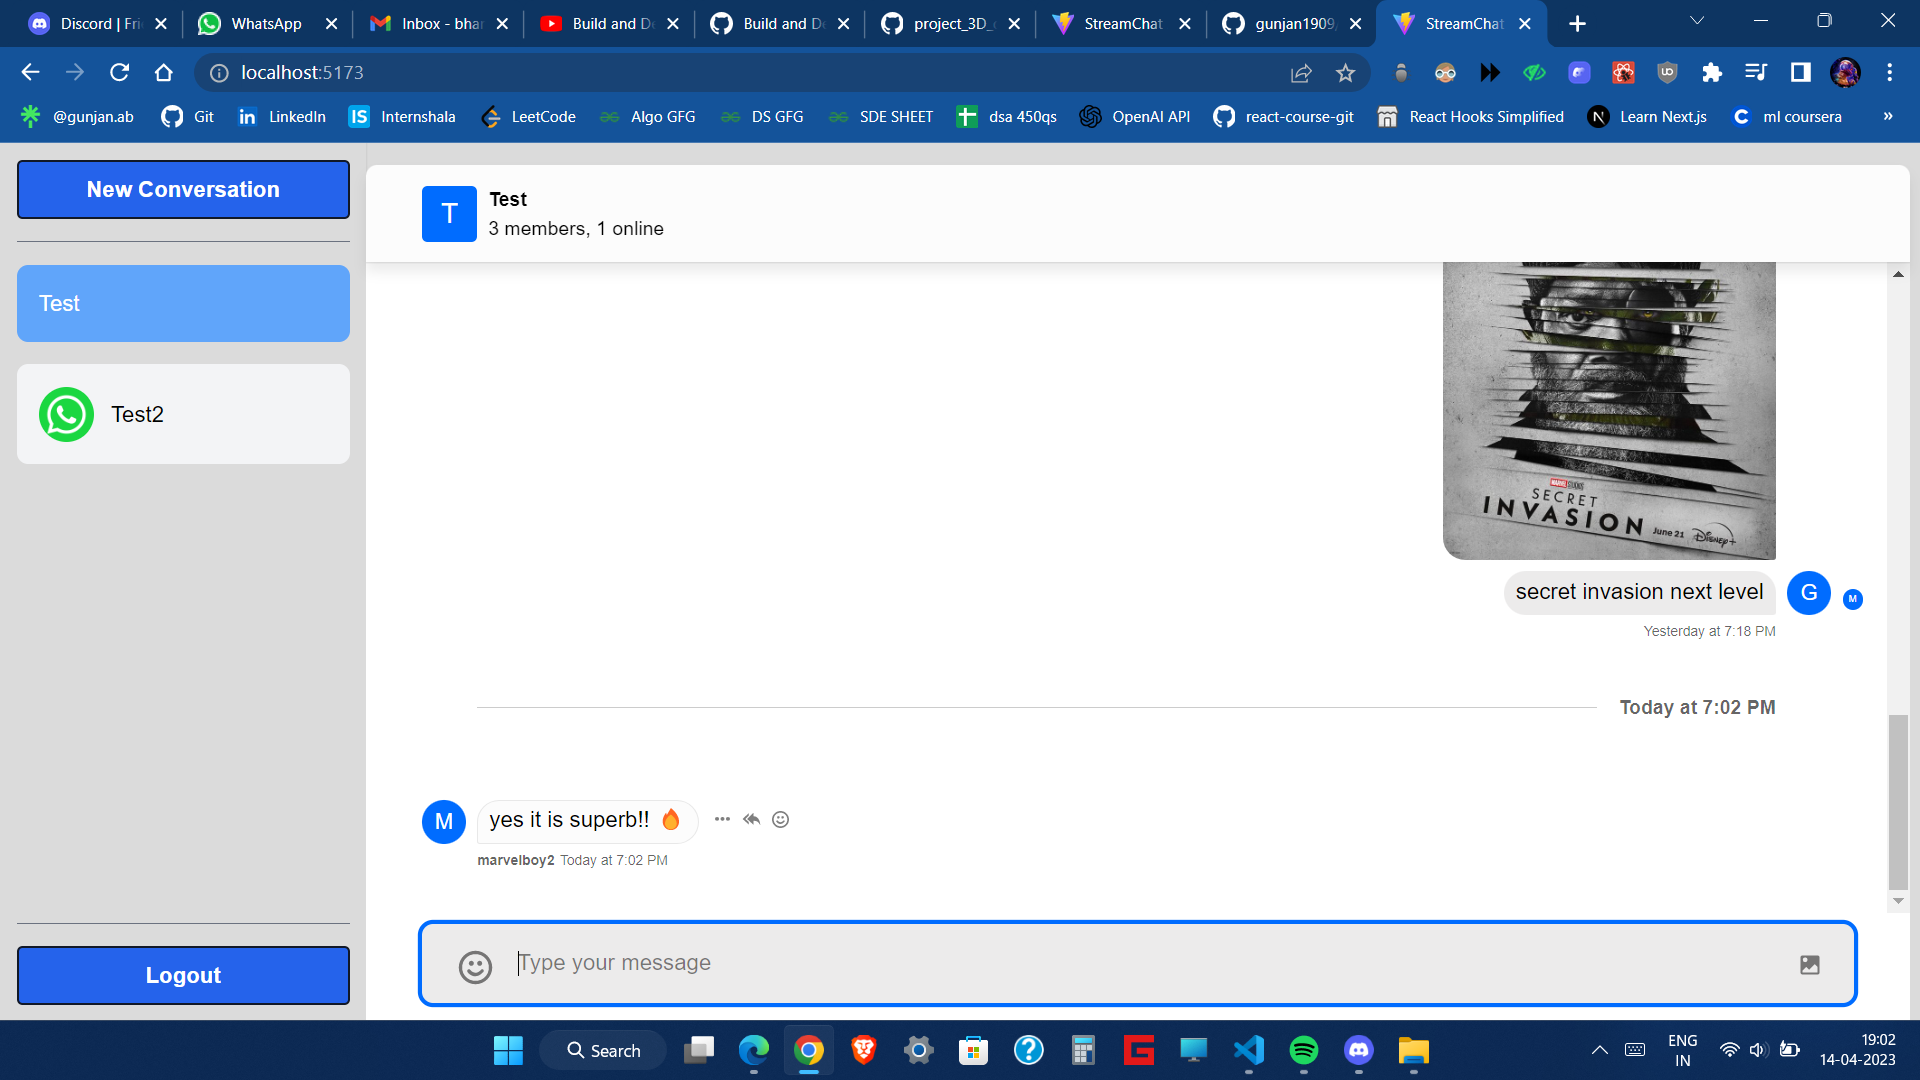 Discord | Fri
WhatsApp
Inbox - bhar
Build and De
Build and De
project_3D_
StreamChat
gunjan1909
StreamChat
localhost:5173
@gunjan.ab
Git
LinkedIn
Internshala
LeetCode
Algo GFG
DS GFG
SDE SHEET
dsa 450qs
OpenAI API
react-course-git
React Hooks Simplified
Learn Next.js
ml coursera
»
New Conversation
T
Test
3 members, 1 online
Test
Test2
MARVEL STUDIOS
SECRET
INVASION
June 21
Disney+
secret invasion next level
G
M
Yesterday at 7:18 PM
Today at 7:02 PM
M
yes it is superb!! 🔥
marvelboy2 Today at 7:02 PM
Type your message
Logout
Search
ENG
IN
19:02
14-04-2023